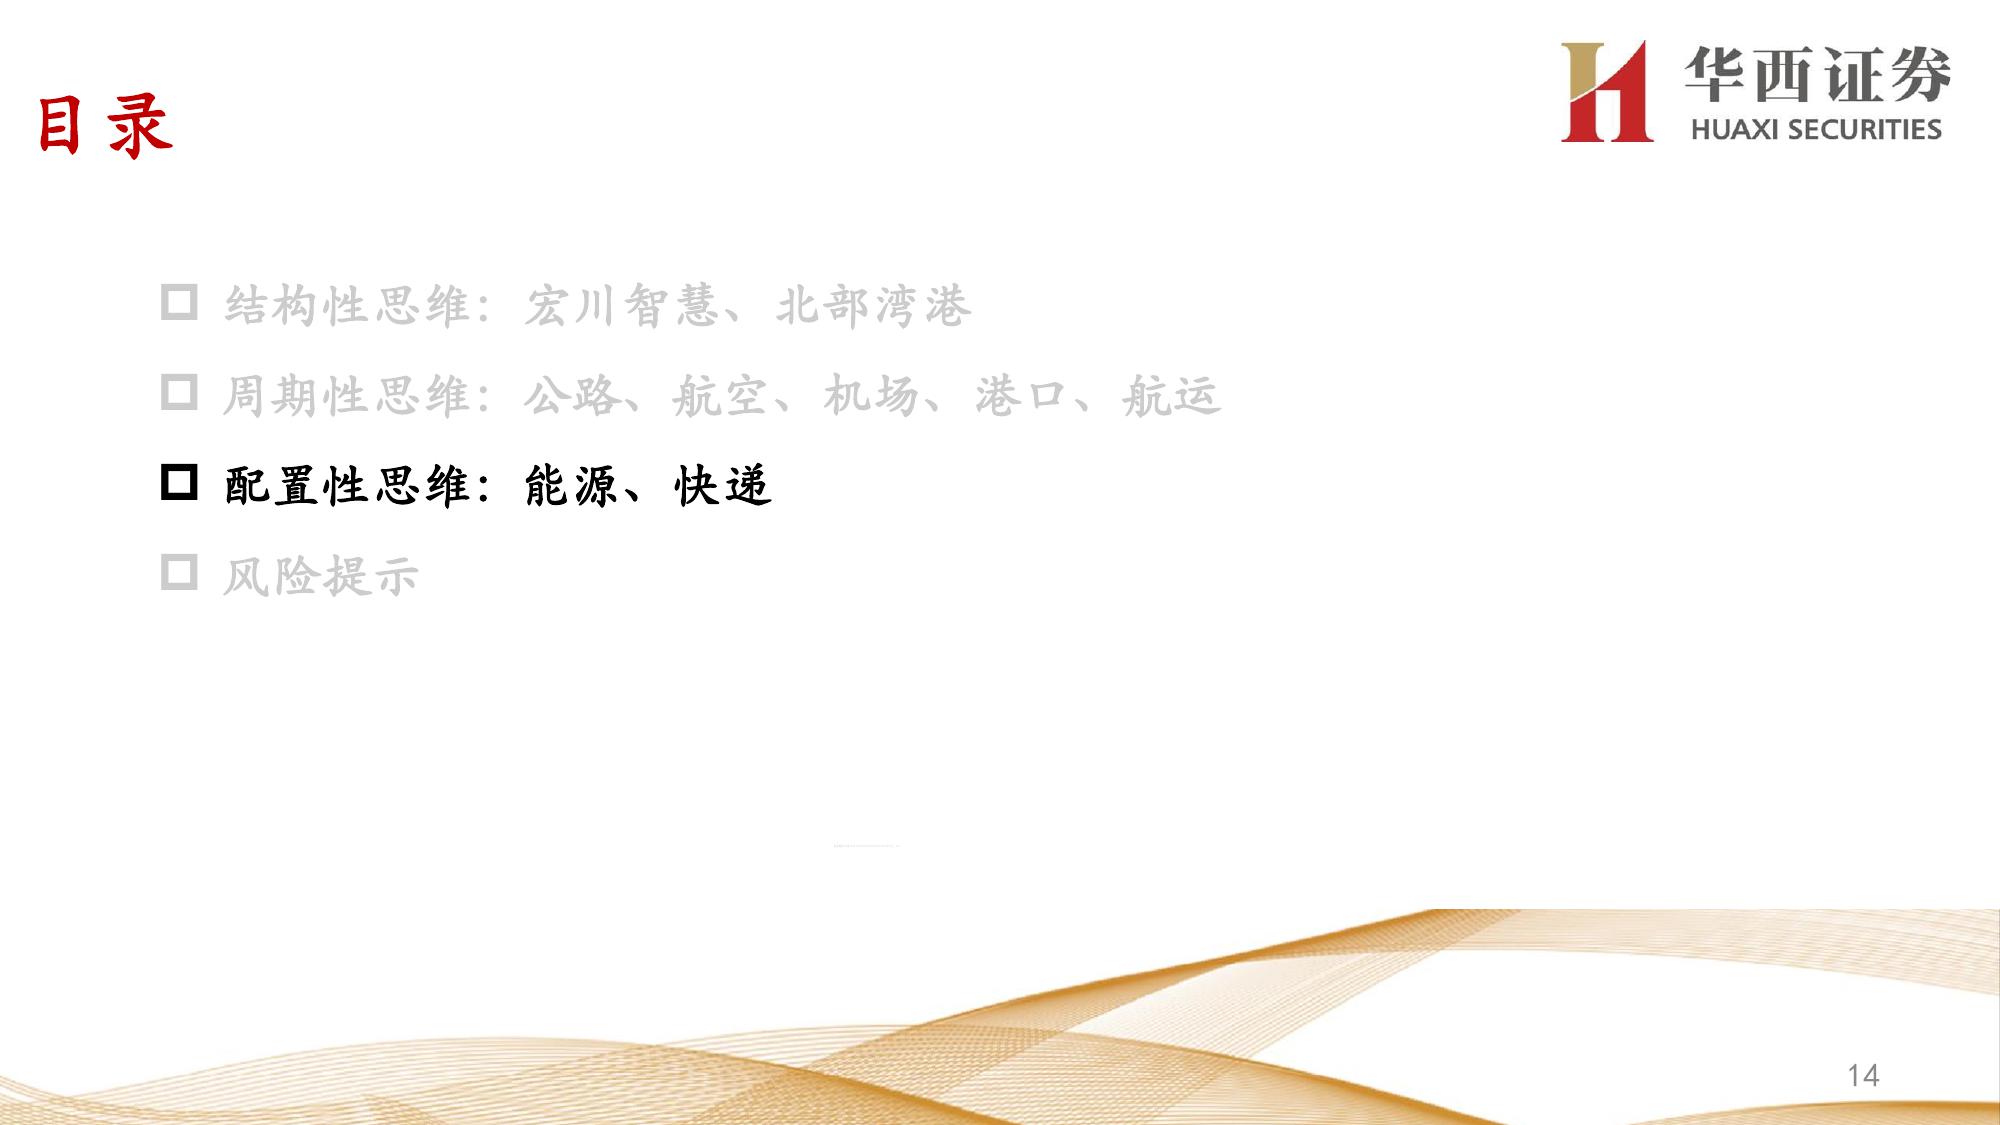 华西证券
HUAXI SECURITIES
目录
结构性思维：宏川智慧、北部湾港
周期性思维：公路、航空、机场、港口、航运
配置性思维：能源、快递
风险提示
14